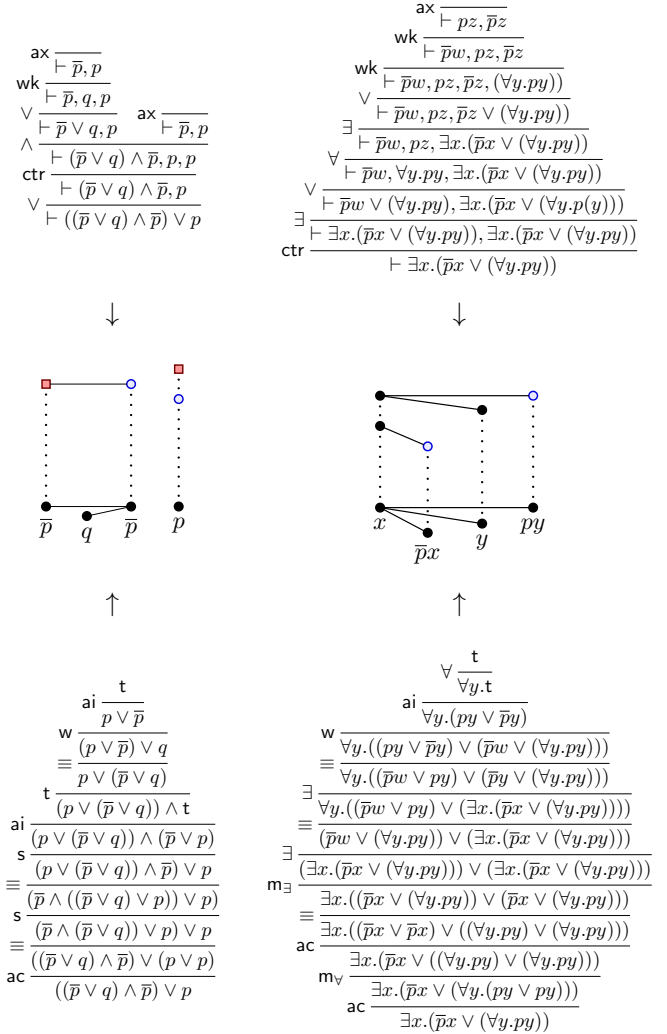 ax
⊢ p̄, p
wk
⊢ p̄, q, p
∨
⊢ p̄ ∨ q, p
ax
⊢ p̄, p
∧
⊢ (p̄ ∨ q) ∧ p̄, p, p
ctr
⊢ (p̄ ∨ q) ∧ p̄, p
∨
⊢ ((p̄ ∨ q) ∧ p̄) ∨ p
ax
⊢ pz, p̄z
wk
⊢ p̄w, pz, p̄z
wk
⊢ p̄w, pz, p̄z, (∀y.py))
∨
⊢ p̄w, pz, p̄z ∨ (∀y.py))
∃
⊢ p̄w, pz, ∃x.(p̄x ∨ (∀y.py))
∀
⊢ p̄w, ∀y.py, ∃x.(p̄x ∨ (∀y.py))
∨
⊢ p̄w ∨ (∀y.py), ∃x.(p̄x ∨ (∀y.p(y)))
∃
⊢ ∃x.(p̄x ∨ (∀y.py)), ∃x.(p̄x ∨ (∀y.py))
ctr
⊢ ∃x.(p̄x ∨ (∀y.py))
↓ ↓
p̄ q p̄ p
x p̄x y py
↑ ↑
t
ai
p ∨ p̄
w
(p ∨ p̄) ∨ q
≡
p ∨ (p̄ ∨ q)
t
(p ∨ (p̄ ∨ q)) ∧ t
ai
(p ∨ (p̄ ∨ q)) ∧ (p̄ ∨ p)
s
(p ∨ (p̄ ∨ q)) ∧ p̄) ∨ p
≡
(p̄ ∧ ((p̄ ∨ q) ∨ p)) ∨ p)
s
(p̄ ∧ (p̄ ∨ q)) ∨ p) ∨ p
≡
((p̄ ∨ q) ∧ p̄) ∨ (p ∨ p)
ac
((p̄ ∨ q) ∧ p̄) ∨ p
t
∀
∀y.t
ai
∀y.(py ∨ p̄y)
w
∀y.((py ∨ p̄y) ∨ (p̄w ∨ (∀y.py)))
≡
∀y.((p̄w ∨ py) ∨ (p̄y ∨ (∀y.py)))
∃
∀y.((p̄w ∨ py) ∨ (∃x.(p̄x ∨ (∀y.py))))
≡
(p̄w ∨ (∀y.py)) ∨ (∃x.(p̄x ∨ (∀y.py)))
∃
(∃x.(p̄x ∨ (∀y.py))) ∨ (∃x.(p̄x ∨ (∀y.py)))
m∃
∃x.((p̄x ∨ (∀y.py)) ∨ (p̄x ∨ (∀y.py)))
≡
∃x.((p̄x ∨ p̄x) ∨ ((∀y.py) ∨ (∀y.py)))
ac
∃x.(p̄x ∨ ((∀y.py) ∨ (∀y.py)))
m∀
∃x.(p̄x ∨ (∀y.(py ∨ py)))
ac
∃x.(p̄x ∨ (∀y.py))